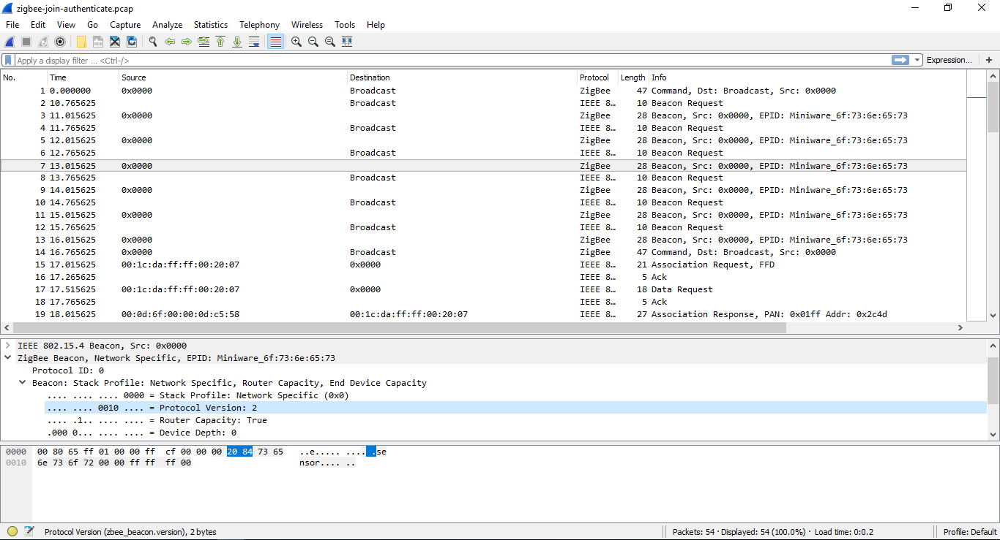 zigbee-join-authenticate.pcap
File Edit View Go Capture Analyze Statistics Telephony Wireless Tools Help
Apply a display filter ... <Ctrl-/> Expression... +
No. Time Source Destination Protocol Length Info
1 0.000000 0x0000 Broadcast ZigBee 47 Command, Dst: Broadcast, Src: 0x0000
2 10.765625 Broadcast IEEE 8… 10 Beacon Request
3 11.015625 0x0000 ZigBee 28 Beacon, Src: 0x0000, EPID: Miniware_6f:73:6e:65:73
4 11.765625 Broadcast IEEE 8… 10 Beacon Request
5 12.015625 0x0000 ZigBee 28 Beacon, Src: 0x0000, EPID: Miniware_6f:73:6e:65:73
6 12.765625 Broadcast IEEE 8… 10 Beacon Request
7 13.015625 0x0000 ZigBee 28 Beacon, Src: 0x0000, EPID: Miniware_6f:73:6e:65:73
8 13.765625 Broadcast IEEE 8… 10 Beacon Request
9 14.015625 0x0000 ZigBee 28 Beacon, Src: 0x0000, EPID: Miniware_6f:73:6e:65:73
10 14.765625 Broadcast IEEE 8… 10 Beacon Request
11 15.015625 0x0000 ZigBee 28 Beacon, Src: 0x0000, EPID: Miniware_6f:73:6e:65:73
12 15.765625 Broadcast IEEE 8… 10 Beacon Request
13 16.015625 0x0000 ZigBee 28 Beacon, Src: 0x0000, EPID: Miniware_6f:73:6e:65:73
14 16.765625 0x0000 Broadcast ZigBee 47 Command, Dst: Broadcast, Src: 0x0000
15 17.015625 00:1c:da:ff:ff:00:20:07 0x0000 IEEE 8… 21 Association Request, FFD
16 17.265625 IEEE 8… 5 Ack
17 17.515625 00:1c:da:ff:ff:00:20:07 0x0000 IEEE 8… 18 Data Request
18 17.765625 IEEE 8… 5 Ack
19 18.015625 00:0d:6f:00:00:0d:c5:58 00:1c:da:ff:ff:00:20:07 IEEE 8… 27 Association Response, PAN: 0x01ff Addr: 0x2c4d
IEEE 802.15.4 Beacon, Src: 0x0000
ZigBee Beacon, Network Specific, EPID: Miniware_6f:73:6e:65:73
Protocol ID: 0
Beacon: Stack Profile: Network Specific, Router Capacity, End Device Capacity
.... .... .... 0000 = Stack Profile: Network Specific (0x0)
.... .... 0010 .... = Protocol Version: 2
.... .1.. .... .... = Router Capacity: True
.000 0... .... .... = Device Depth: 0
0000 00 80 65 ff 01 00 00 ff cf 00 00 00 20 84 73 65 ..e..... .... .se
0010 6e 73 6f 72 00 00 ff ff ff 00 nsor.... ..
Protocol Version (zbee_beacon.version), 2 bytes Packets: 54 · Displayed: 54 (100.0%) · Load time: 0:0.2 Profile: Default